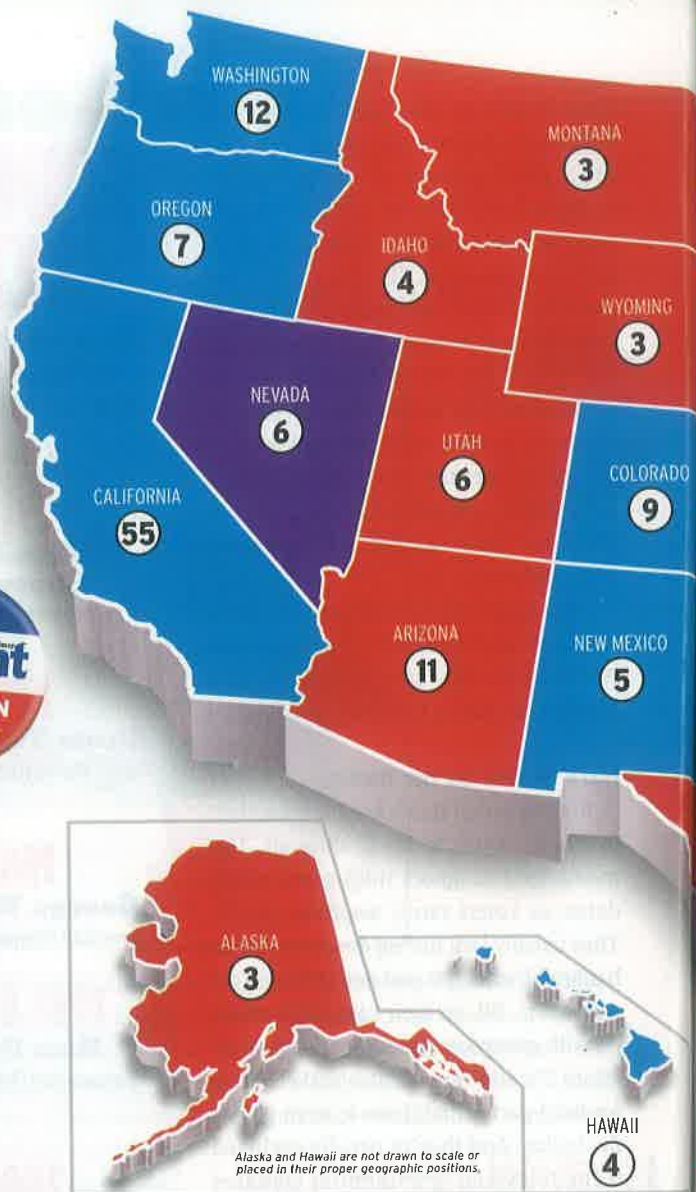 WASHINGTON
12
MONTANA
3
OREGON
7
IDAHO
4
WYOMING
3
NEVADA
6
UTAH
6
COLORADO
9
CALIFORNIA
55
ARIZONA
11
NEW MEXICO
5
ALASKA
3
HAWAII
4
Alaska and Hawaii are not drawn to scale or
placed in their proper geographic positions.